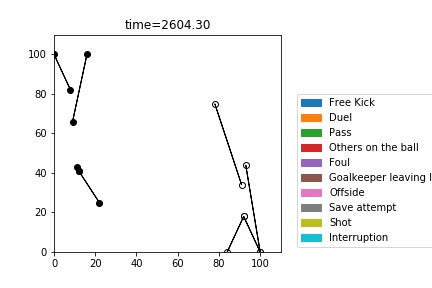 time=2604.30
100
80
60
40
20
0
0
20
40
60
80
100
Free Kick
Duel
Pass
Others on the ball
Foul
Goalkeeper leaving l
Offside
Save attempt
Shot
Interruption